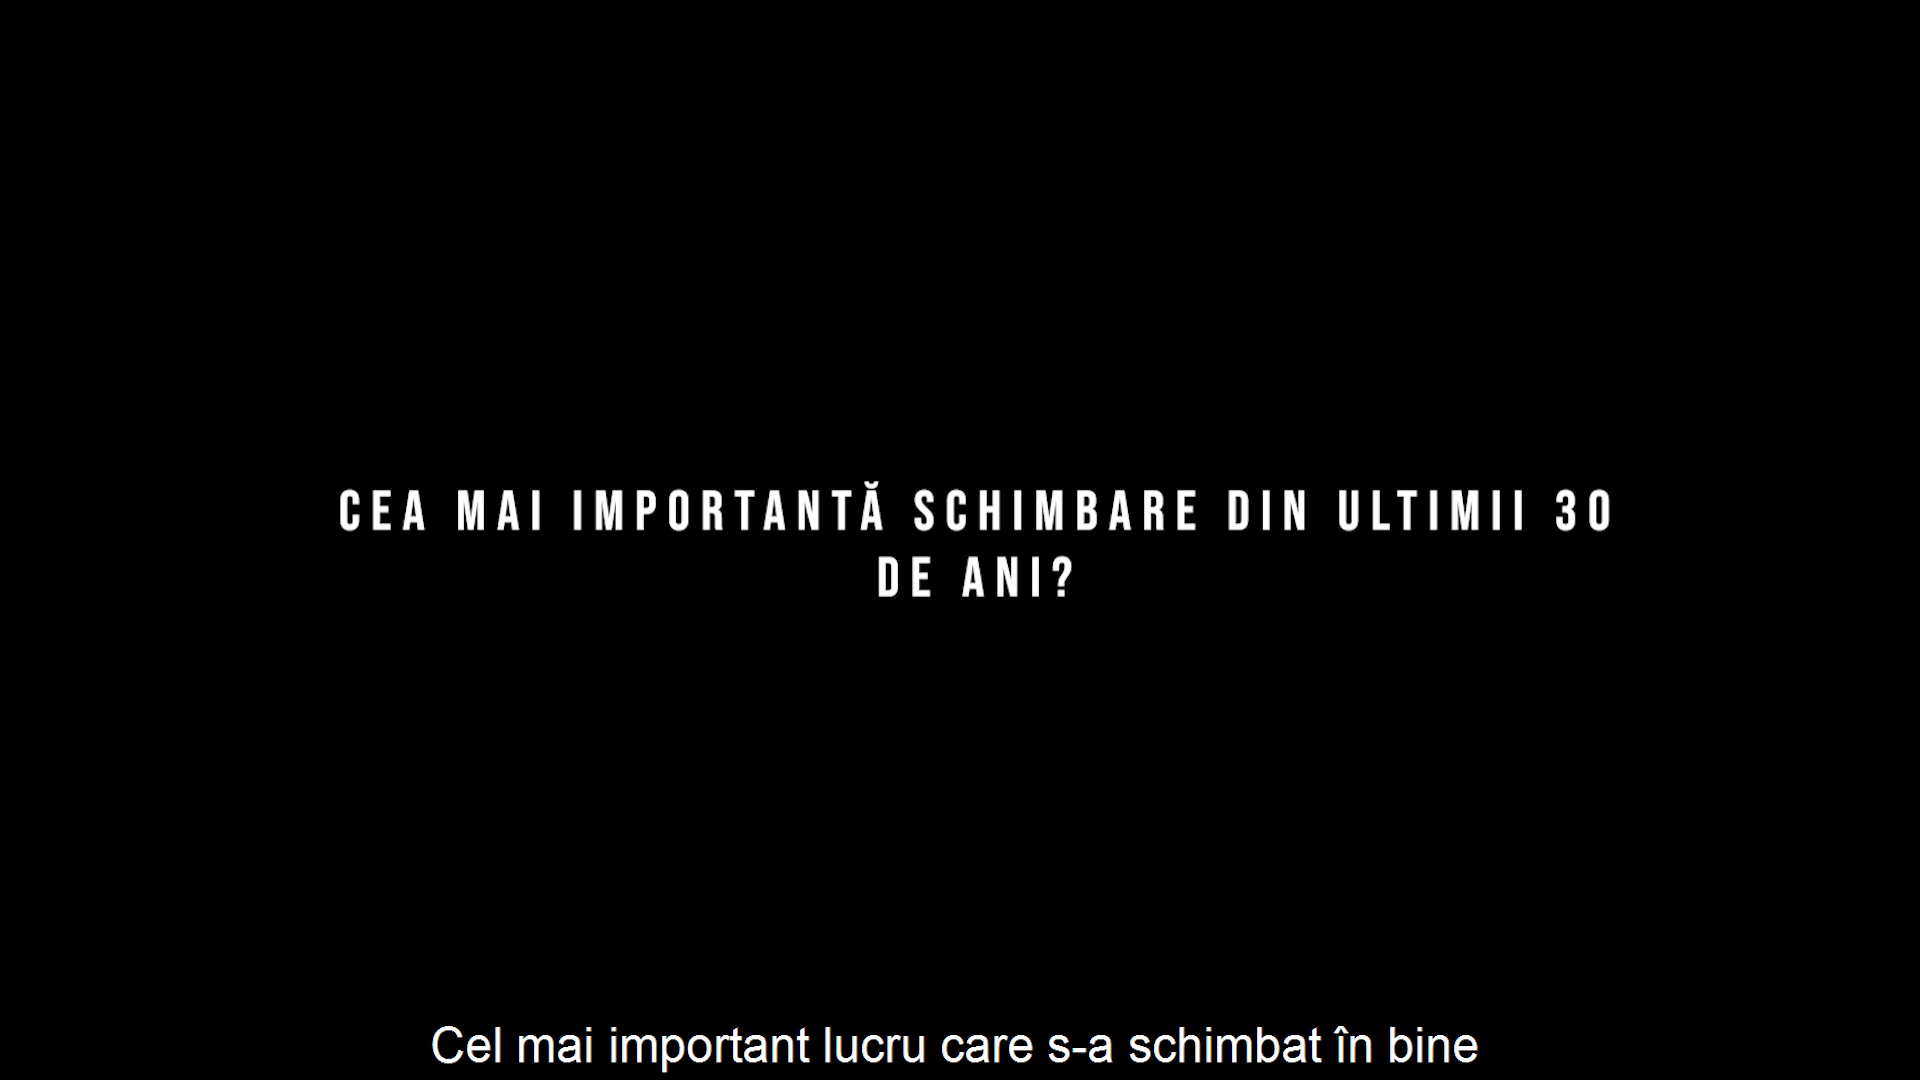 CEA MAI IMPORTANTĂ SCHIMBARE DIN ULTIMII 30
DE ANI?
Cel mai important lucru care s-a schimbat în bine